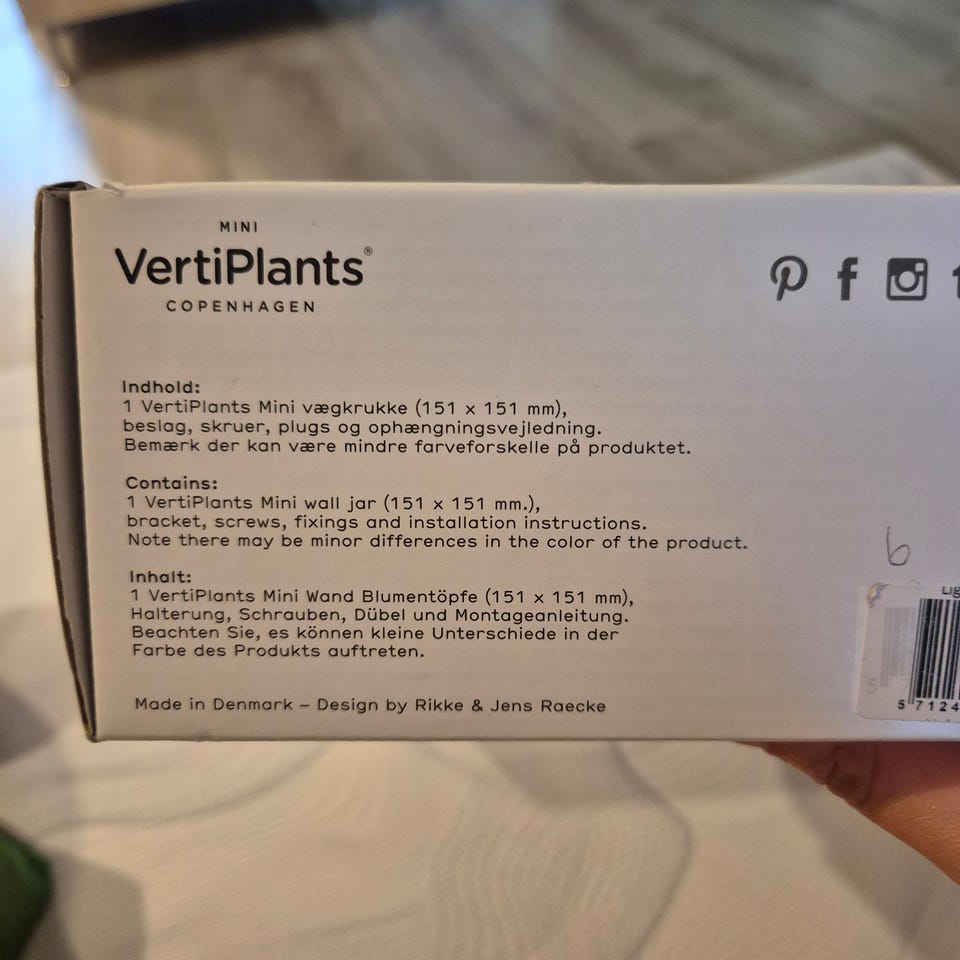 MINI
VertiPlants®
COPENHAGEN
Indhold:
1 VertiPlants Mini vægkrukke (151 x 151 mm),
beslag, skruer, plugs og ophængningsvejledning.
Bemærk der kan være mindre farveforskelle på produktet.
Contains:
1 VertiPlants Mini wall jar (151 x 151 mm.),
bracket, screws, fixings and installation instructions.
Note there may be minor differences in the color of the product.
Inhalt:
1 VertiPlants Mini Wand Blumentöpfe (151 x 151 mm),
Halterung, Schrauben, Dübel und Montageanleitung.
Beachten Sie, es können kleine Unterschiede in der
Farbe des Produkts auftreten.
Made in Denmark – Design by Rikke & Jens Raecke
6
5 7124